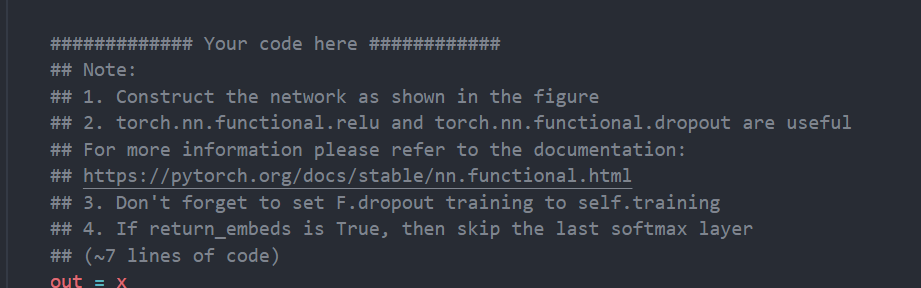 ############# Your code here ############
## Note:
## 1. Construct the network as shown in the figure
## 2. torch.nn.functional.relu and torch.nn.functional.dropout are useful
## For more information please refer to the documentation:
## https://pytorch.org/docs/stable/nn.functional.html
## 3. Don't forget to set F.dropout training to self.training
## 4. If return_embeds is True, then skip the last softmax layer
## (~7 lines of code)
out = x